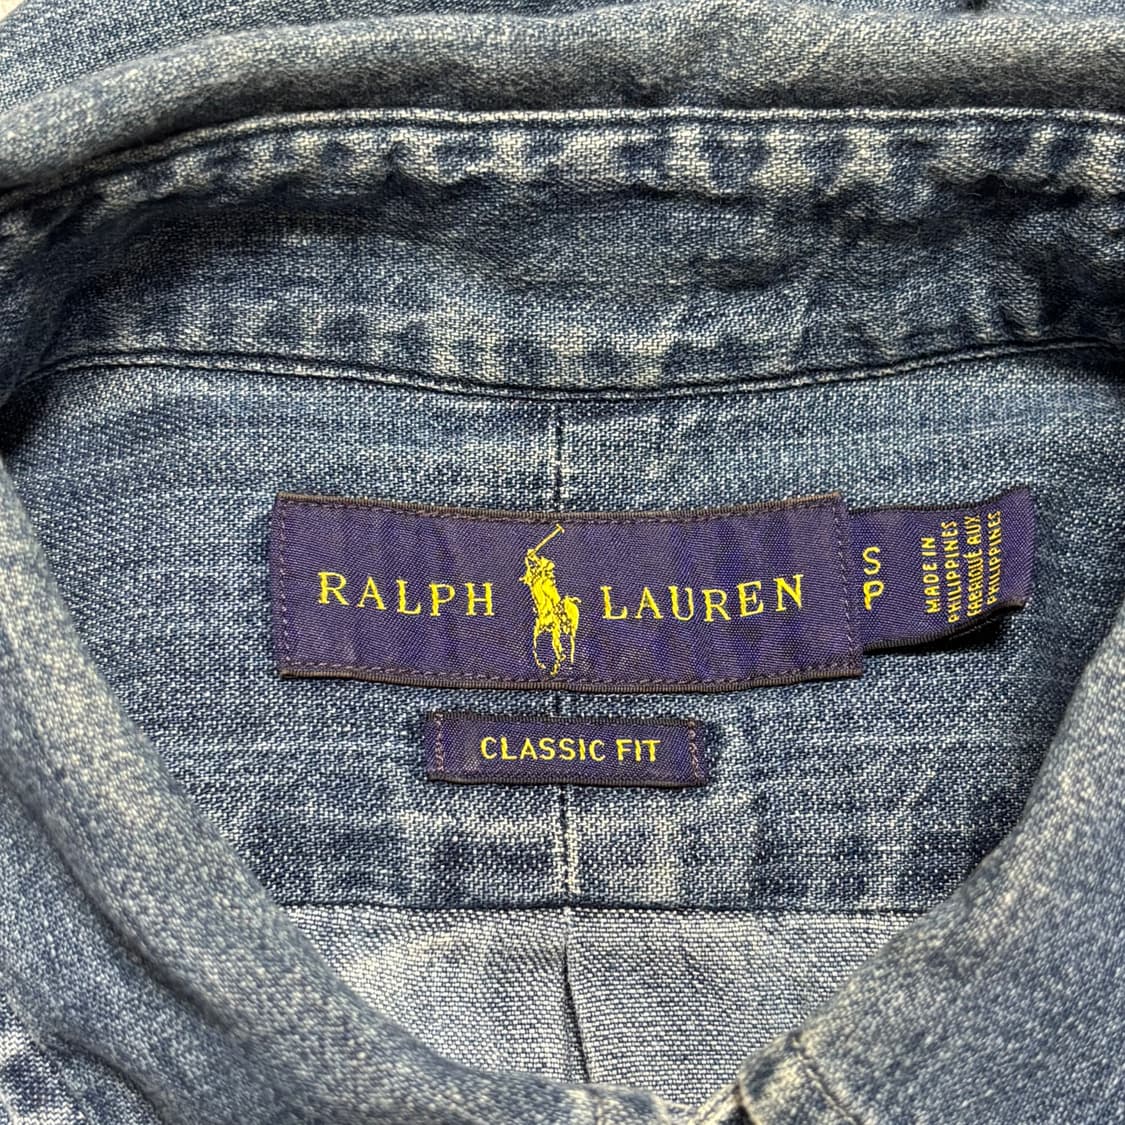 RALPH LAUREN
S
P
MADE IN
PHILIPPINES
FABRIQUÉ AUX
PHILIPPINES
CLASSIC FIT